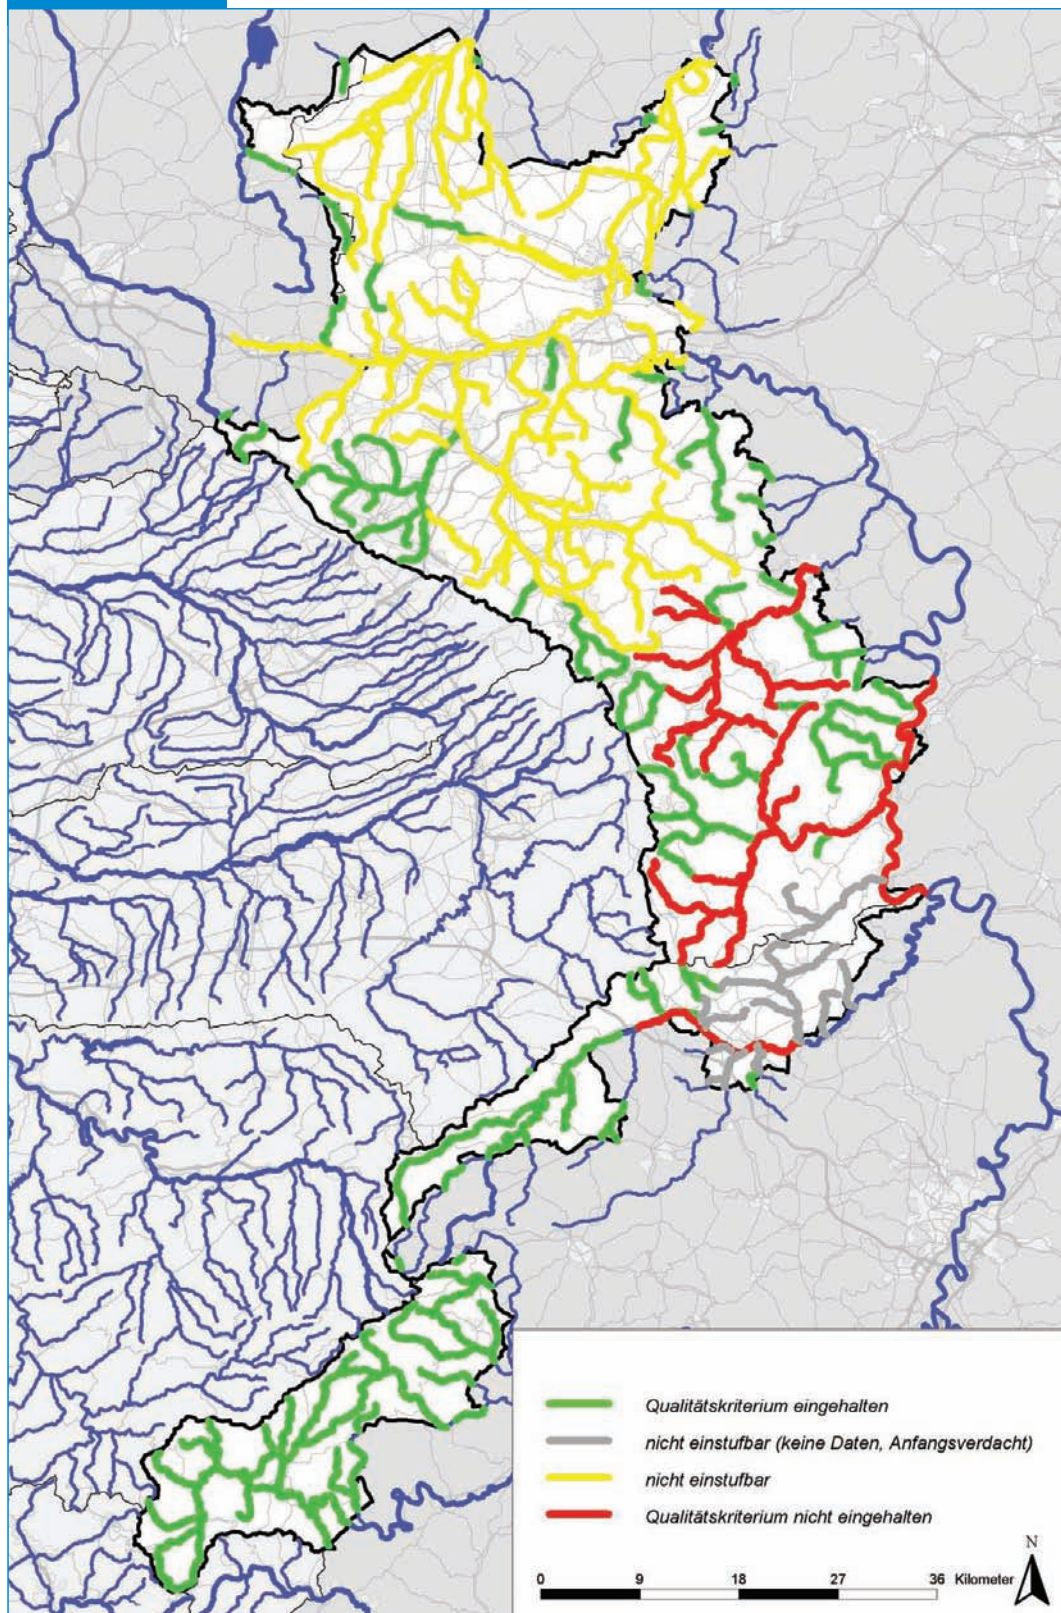 Qualitätskriterium eingehalten
nicht einstufbar (keine Daten, Anfangsverdacht)
nicht einstufbar
Qualitätskriterium nicht eingehalten
N
0 9 18 27 36 Kilometer